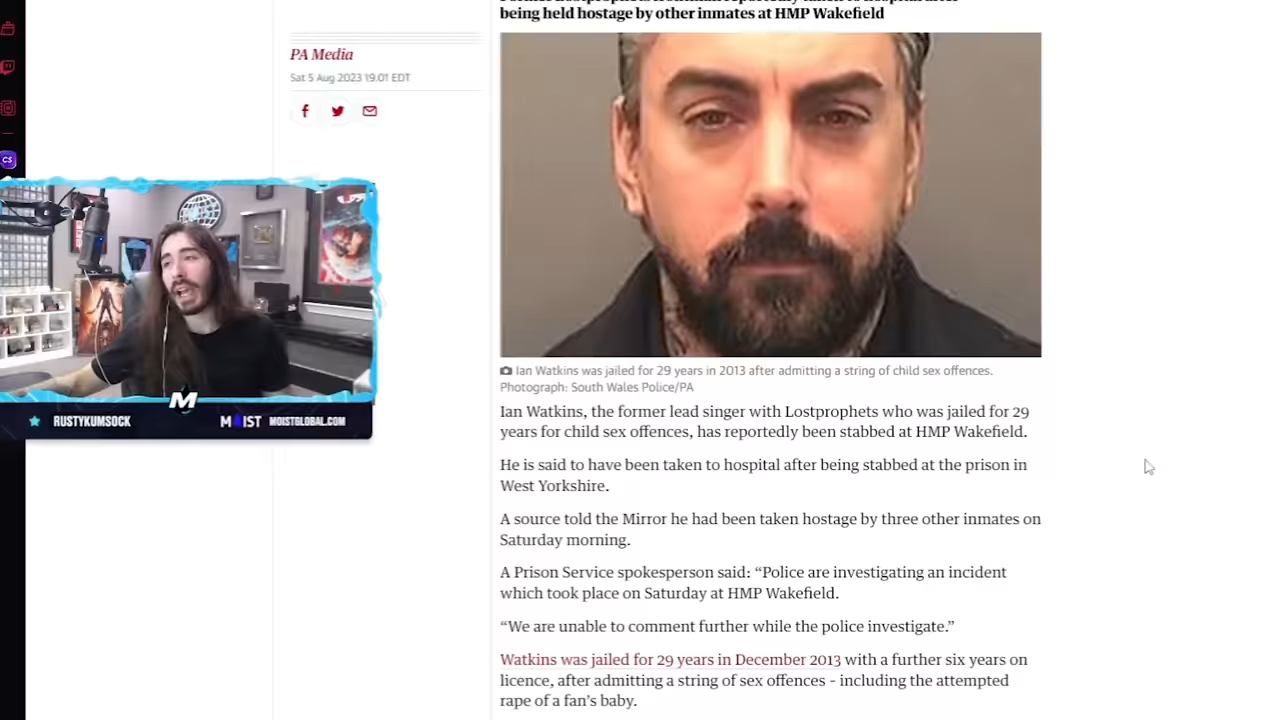 being held hostage by other inmates at HMP Wakefield
PA Media
Sat 5 Aug 2023 19.01 EDT
Ian Watkins was jailed for 29 years in 2013 after admitting a string of child sex offences.
Photograph: South Wales Police/PA
Ian Watkins, the former lead singer with Lostprophets who was jailed for 29
years for child sex offences, has reportedly been stabbed at HMP Wakefield.
He is said to have been taken to hospital after being stabbed at the prison in
West Yorkshire.
A source told the Mirror he had been taken hostage by three other inmates on
Saturday morning.
A Prison Service spokesperson said: “Police are investigating an incident
which took place on Saturday at HMP Wakefield.
“We are unable to comment further while the police investigate.”
Watkins was jailed for 29 years in December 2013 with a further six years on
licence, after admitting a string of sex offences – including the attempted
rape of a fan’s baby.
CS
M
RUSTYKUMSOCK
MOIST
MOISTGLOBAL.COM